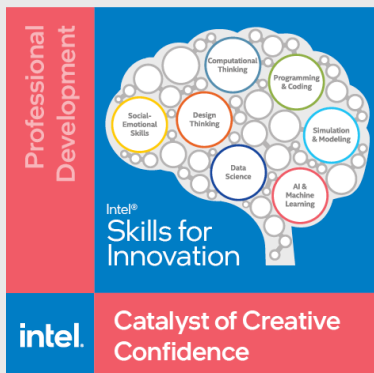 Professional
Development
Computational
Thinking
Programming
& Coding
Social-
Emotional
Skills
Design
Thinking
Simulation
& Modeling
Data
Science
AI &
Machine
Learning
Intel®
Skills for
Innovation
intel.
Catalyst of Creative
Confidence